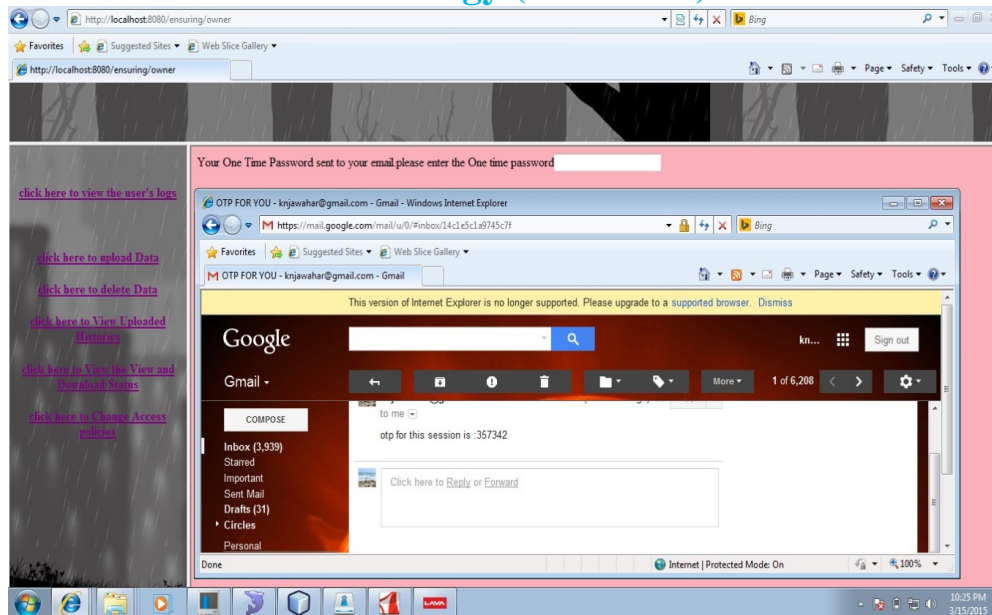 http://localhost:8080/ensuring/owner
Bing
Favorites
Suggested Sites
Web Slice Gallery
http://localhost:8080/ensuring/owner
Page
Safety
Tools
Your One Time Password sent to your email.please enter the One time password
click here to view the user's logs
click here to upload Data
click here to delete Data
click here to View Uploaded
Histories
click here to View the View and
Download Status
click here to Change Access
policies
OTP FOR YOU - knjawahar@gmail.com - Gmail - Windows Internet Explorer
https://mail.google.com/mail/u/0/#inbox/14c1e5c1a9745c7f
Bing
Favorites
Suggested Sites
Web Slice Gallery
OTP FOR YOU - knjawahar@gmail.com - Gmail
Page
Safety
Tools
This version of Internet Explorer is no longer supported. Please upgrade to a supported browser. Dismiss
Google
kn...
Sign out
Gmail
More
1 of 6,208
COMPOSE
to me
otp for this session is :357342
Inbox (3,939)
Starred
Important
Sent Mail
Drafts (31)
Circles
Personal
Click here to Reply or Forward
Done
Internet | Protected Mode: On
100%
LAVA
10:25 PM
3/15/2015